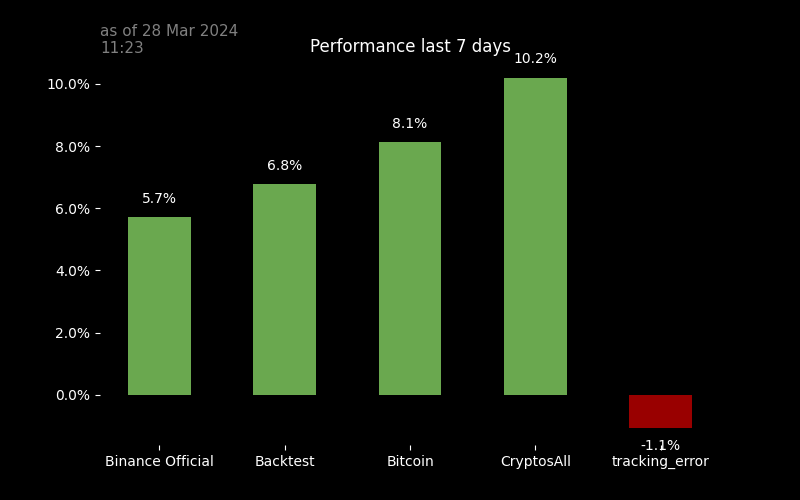 as of 28 Mar 2024
11:23
Performance last 7 days
10.2%
10.0%
8.1%
8.0%
6.8%
5.7%
6.0%
4.0%
2.0%
0.0%
-1.1%
Binance Official
Backtest
Bitcoin
CryptosAll
tracking_error